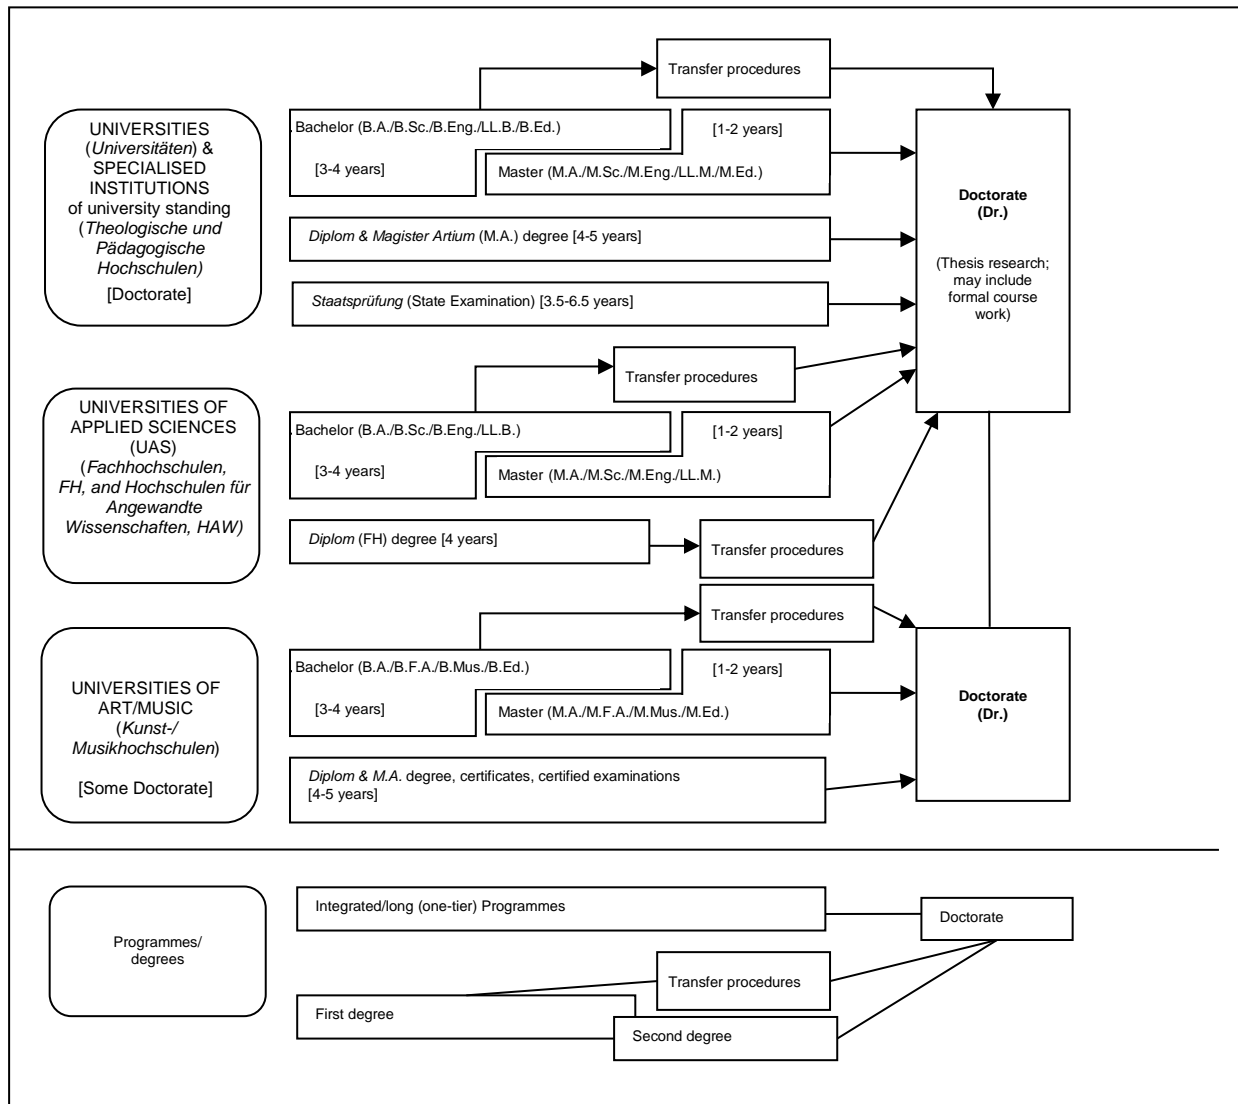 Transfer procedures
UNIVERSITIES
(Universitäten) &
SPECIALISED
INSTITUTIONS
of university standing
(Theologische und
Pädagogische
Hochschulen)
[Doctorate]
. Bachelor (B.A./B.Sc./B.Eng./LL.B./B.Ed.)
[3-4 years]
[1-2 years]
Master (M.A./M.Sc./M.Eng./LL.M./M.Ed.)
Diplom & Magister Artium (M.A.) degree [4-5 years]
Staatsprüfung (State Examination) [3.5-6.5 years]
Doctorate
(Dr.)
(Thesis research;
may include
formal course
work)
Transfer procedures
UNIVERSITIES OF
APPLIED SCIENCES
(UAS)
(Fachhochschulen,
FH, and Hochschulen für
Angewandte
Wissenschaften, HAW)
. Bachelor (B.A./B.Sc./B.Eng./LL.B.)
[3-4 years]
[1-2 years]
Master (M.A./M.Sc./M.Eng./LL.M.)
Diplom (FH) degree [4 years]
Transfer procedures
Transfer procedures
UNIVERSITIES OF
ART/MUSIC
(Kunst-/
Musikhochschulen)
[Some Doctorate]
. Bachelor (B.A./B.F.A./B.Mus./B.Ed.)
[3-4 years]
[1-2 years]
Master (M.A./M.F.A./M.Mus./M.Ed.)
Diplom & M.A. degree, certificates, certified examinations
[4-5 years]
Doctorate
(Dr.)
Programmes/
degrees
Integrated/long (one-tier) Programmes
Doctorate
Transfer procedures
First degree
Second degree